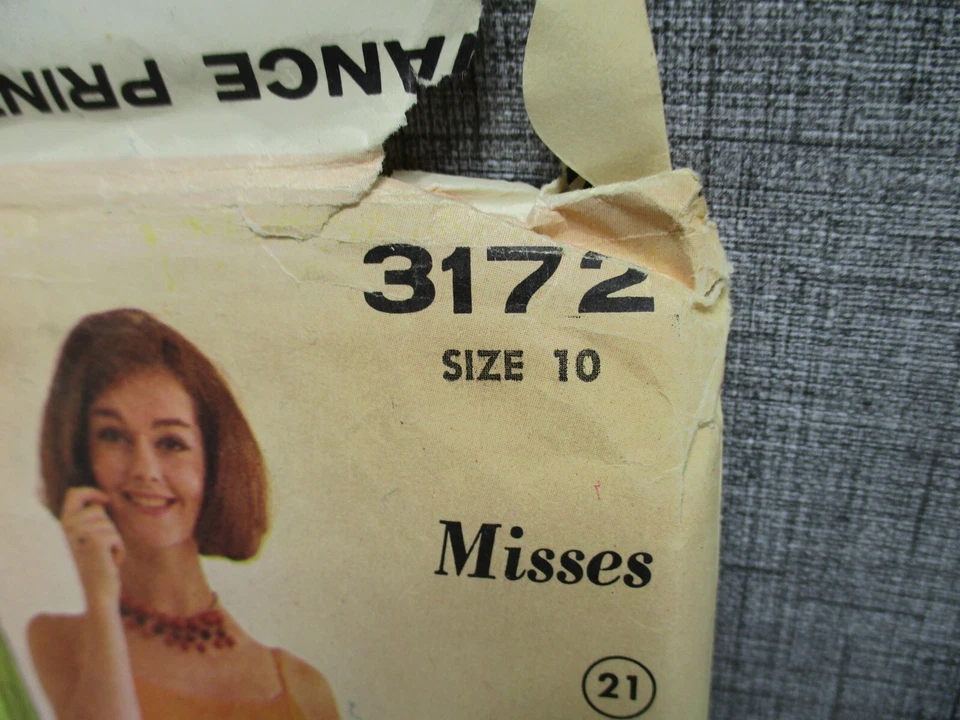 ANCE PRIN
3172
SIZE 10
Misses
21